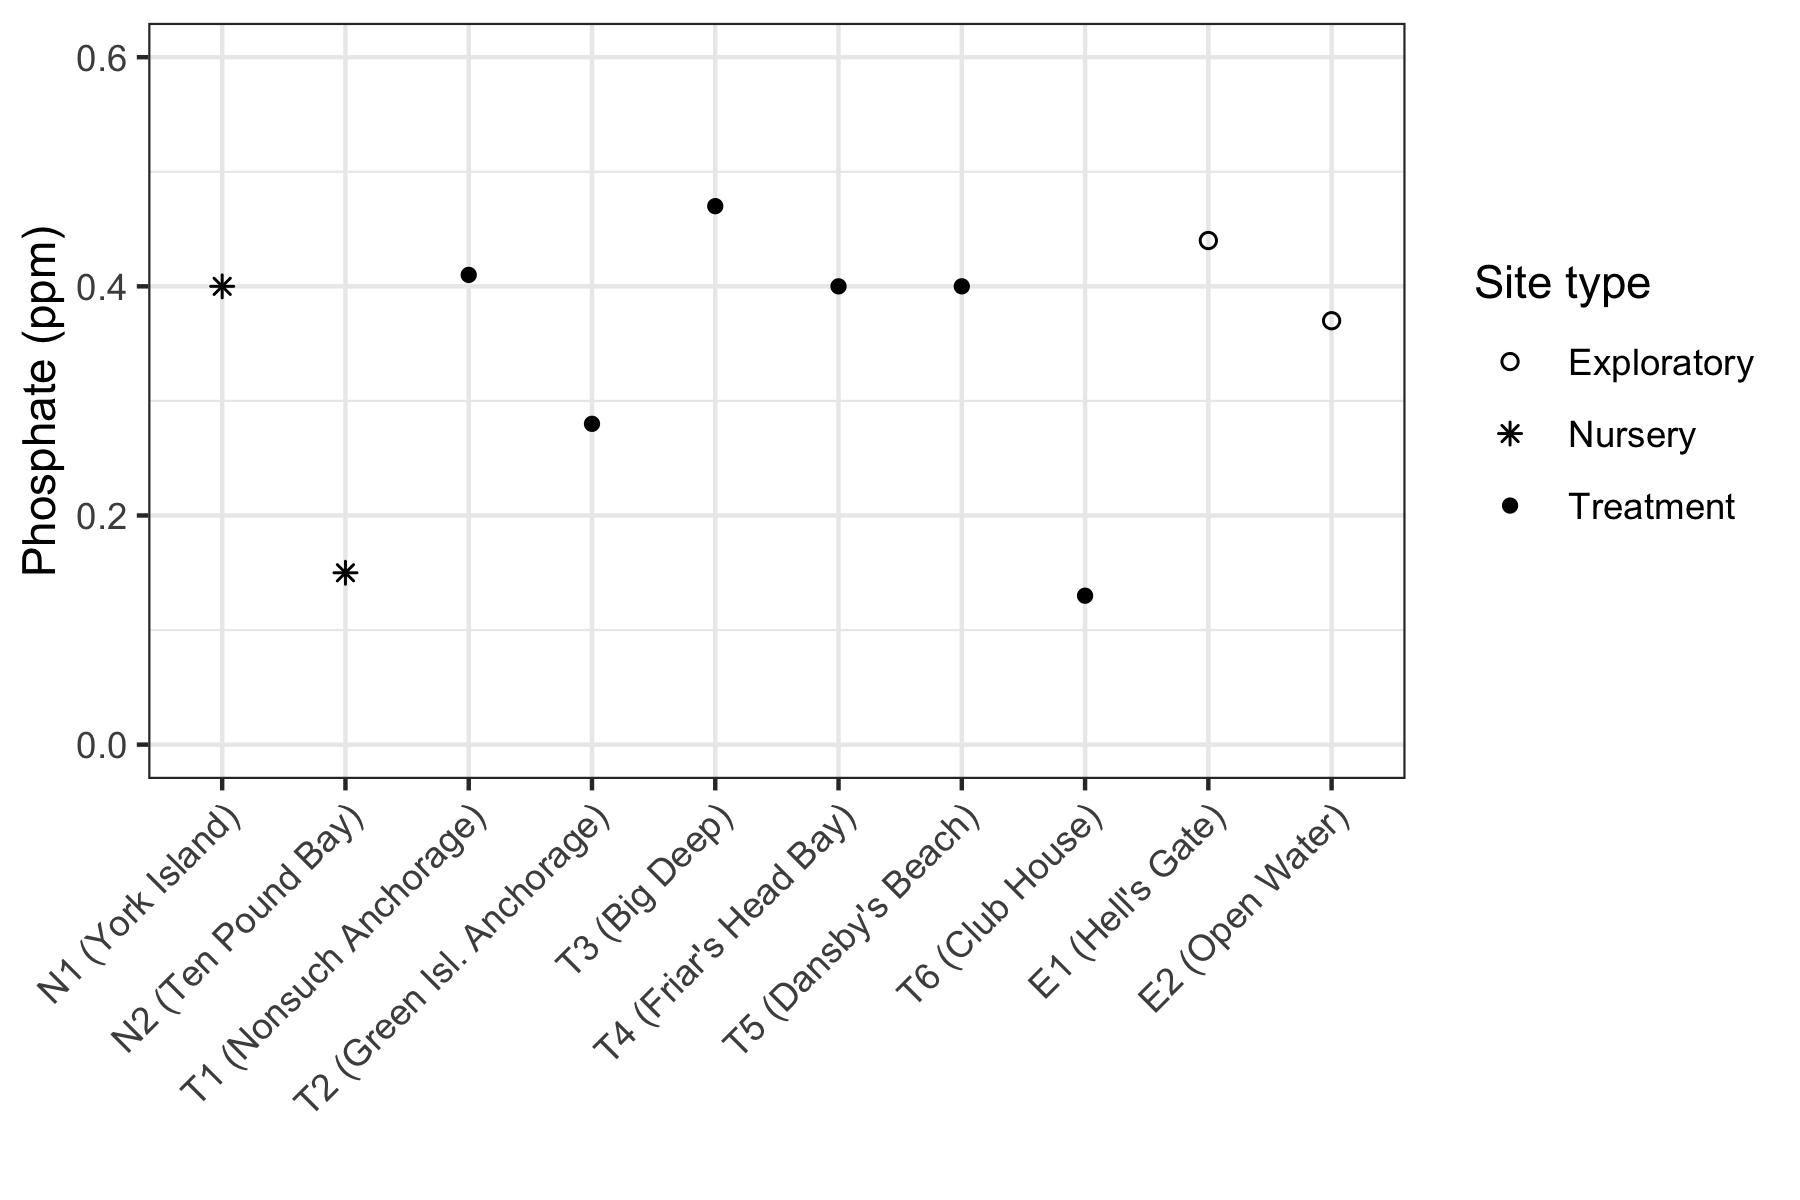 0.6
0.4
0.2
0.0
Phosphate (ppm)
N1 (York Island)
N2 (Ten Pound Bay)
T1 (Nonsuch Anchorage)
T2 (Green Isl. Anchorage)
T3 (Big Deep)
T4 (Friar's Head Bay)
T5 (Dansby's Beach)
T6 (Club House)
E1 (Hell's Gate)
E2 (Open Water)
Site type
Exploratory
Nursery
Treatment